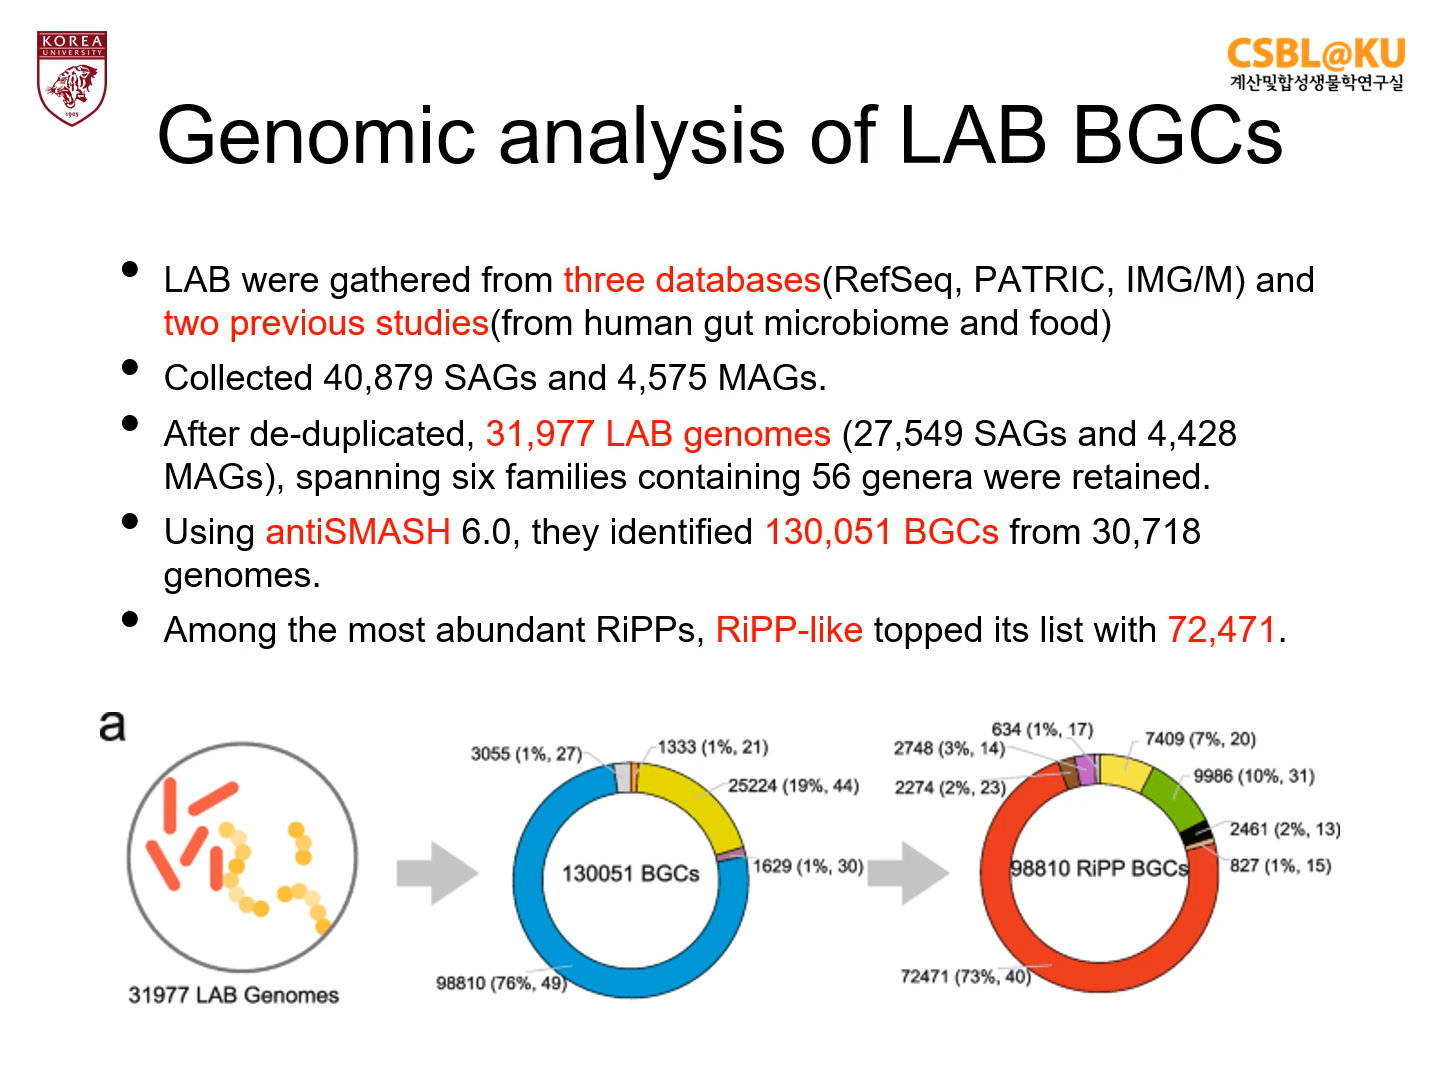 KOREA
UNIVERSITY
1905
CSBL@KU
계산및합성생물학연구실
Genomic analysis of LAB BGCs
• LAB were gathered from three databases(RefSeq, PATRIC, IMG/M) and
two previous studies(from human gut microbiome and food)
• Collected 40,879 SAGs and 4,575 MAGs.
• After de-duplicated, 31,977 LAB genomes (27,549 SAGs and 4,428
MAGs), spanning six families containing 56 genera were retained.
• Using antiSMASH 6.0, they identified 130,051 BGCs from 30,718
genomes.
• Among the most abundant RiPPs, RiPP-like topped its list with 72,471.
a
31977 LAB Genomes
3055 (1%, 27)
1333 (1%, 21)
25224 (19%, 44)
1629 (1%, 30)
130051 BGCs
98810 (76%, 49)
634 (1%, 17)
2748 (3%, 14)
2274 (2%, 23)
7409 (7%, 20)
9986 (10%, 31)
2461 (2%, 13)
827 (1%, 15)
98810 RiPP BGCs
72471 (73%, 40)